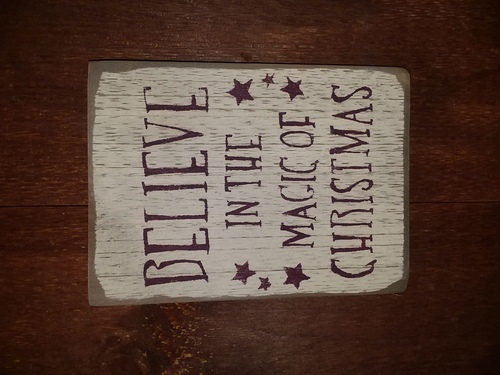 BELIEVE
IN THE
MAGIC OF
CHRISTMAS